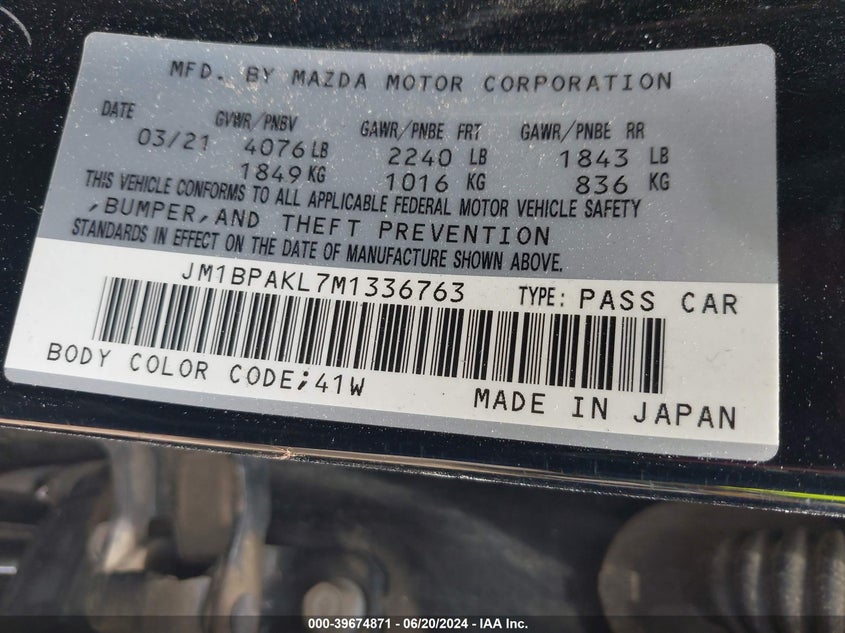 MFD. BY MAZDA MOTOR CORPORATION
DATE GVWR/PNBV GAWR/PNBE FRT GAWR/PNBE RR
03/21 4076 LB 2240 LB 1843 LB
1849 KG 1016 KG 836 KG
THIS VEHICLE CONFORMS TO ALL APPLICABLE FEDERAL MOTOR VEHICLE SAFETY
,BUMPER,AND THEFT PREVENTION
STANDARDS IN EFFECT ON THE DATE OF MANUFACTURE SHOWN ABOVE.
JM1BPAKL7M1336763 TYPE: PASS CAR
BODY COLOR CODE;41W
MADE IN JAPAN
000-39674871 - 06/20/2024 - IAA Inc.